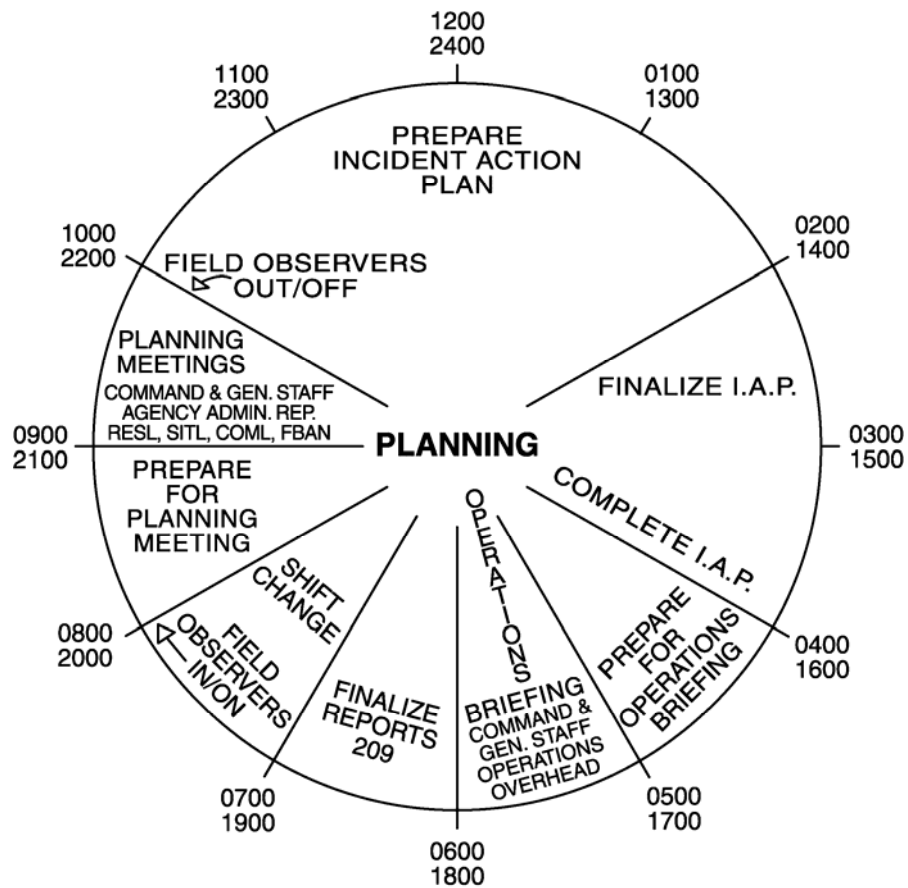 1200
2400
0100
1300
0200
1400
0300
1500
0400
1600
0500
1700
0600
1800
0700
1900
0800
2000
0900
2100
1000
2200
1100
2300
PREPARE
INCIDENT ACTION
PLAN
FINALIZE I.A.P.
COMPLETE I.A.P.
PREPARE
FOR
OPERATIONS
BRIEFING
OPERATIONS
BRIEFING
COMMAND &
GEN. STAFF
OPERATIONS
OVERHEAD
FINALIZE
REPORTS
209
SHIFT
CHANGE
FIELD
OBSERVERS
IN/ON
PREPARE
FOR
PLANNING
MEETING
PLANNING
MEETINGS
COMMAND & GEN. STAFF
AGENCY ADMIN. REP.
RESL, SITL, COML, FBAN
FIELD OBSERVERS
OUT/OFF
PLANNING